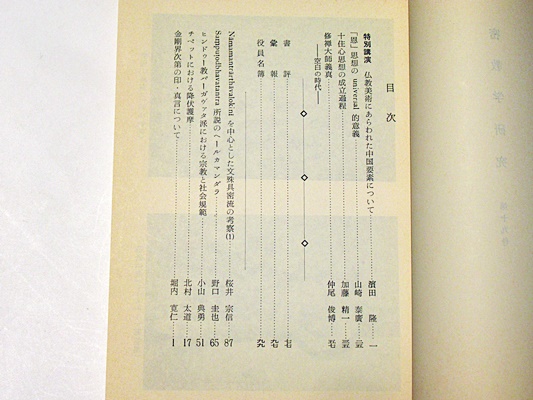 目次
特別講演 仏教美術にあらわれた中国要素について 濱田 隆 一
「恩」思想の universal 的意義 山崎 泰廣
十住心思想の成立過程 加藤 精一
修禅大師義真 仲尾 俊博
――空白の時代――
書評
彙報
役員名簿
Nāmamantrārthāvalokinī を中心とした文殊具密流の考察(1) 桜井 宗信 87
Sampuṭodbhavatantra 所説のヘールカマンダラ 野口 圭也 65
ヒンドゥー教バーガヴァタ派における宗教と社会規範 小山 典勇 51
チベットにおける降伏護摩 北村 太道 17
金剛界次第の印・真言について 堀内 寛仁 1